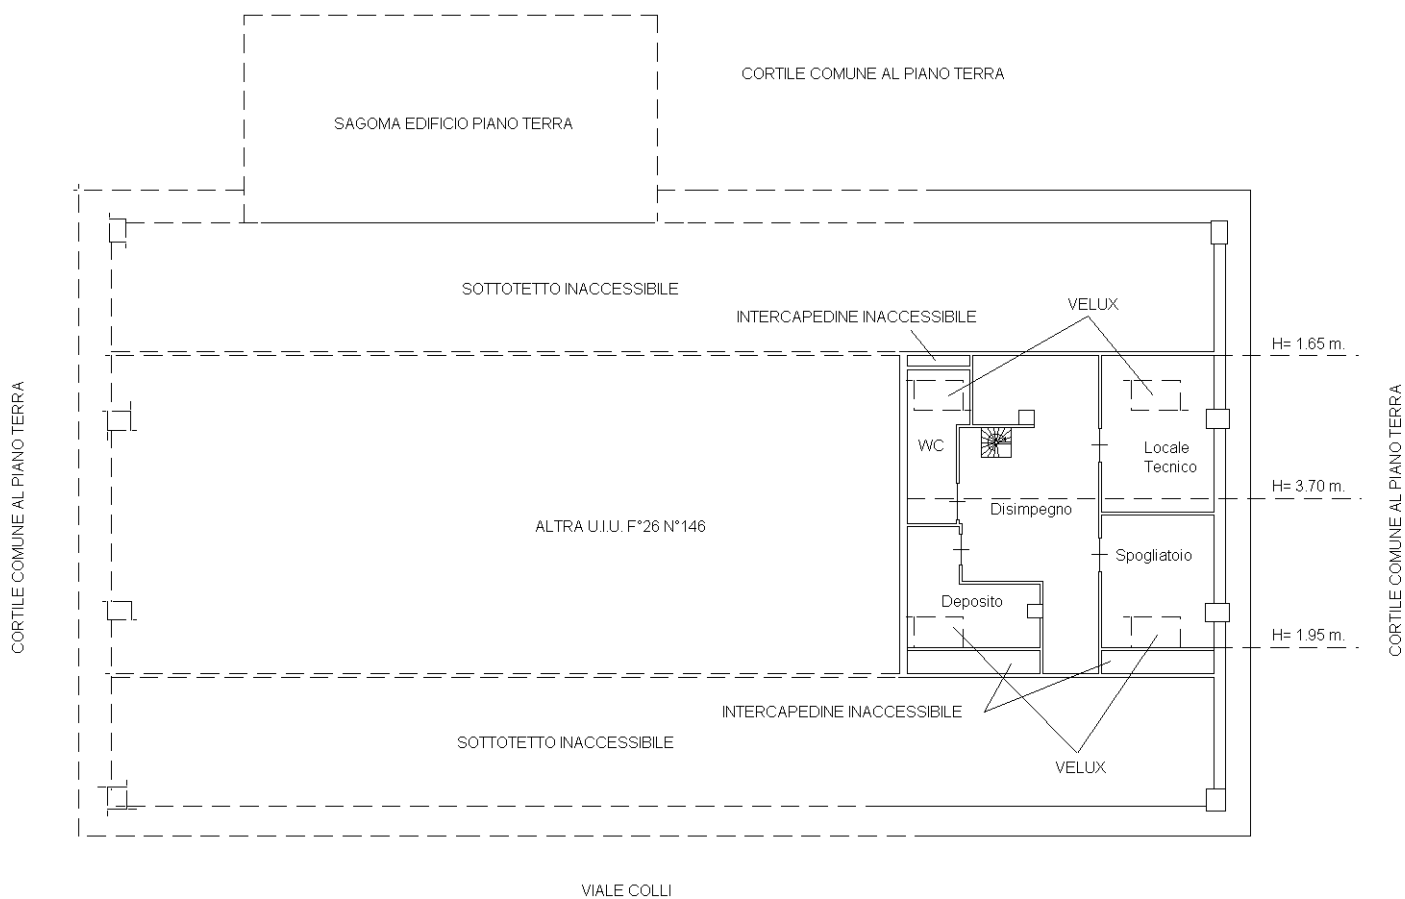 CORTILE COMUNE AL PIANO TERRA
SAGOMA EDIFICIO PIANO TERRA
SOTTOTETTO INACCESSIBILE
VELUX
INTERCAPEDINE INACCESSIBILE
H= 1.65 m.
CORTILE COMUNE AL PIANO TERRA
CORTILE COMUNE AL PIANO TERRA
WC
Locale
Tecnico
H= 3.70 m.
Disimpegno
ALTRA U.I.U. F°26 N°146
Spogliatoio
Deposito
H= 1.95 m.
INTERCAPEDINE INACCESSIBILE
SOTTOTETTO INACCESSIBILE
VELUX
VIALE COLLI